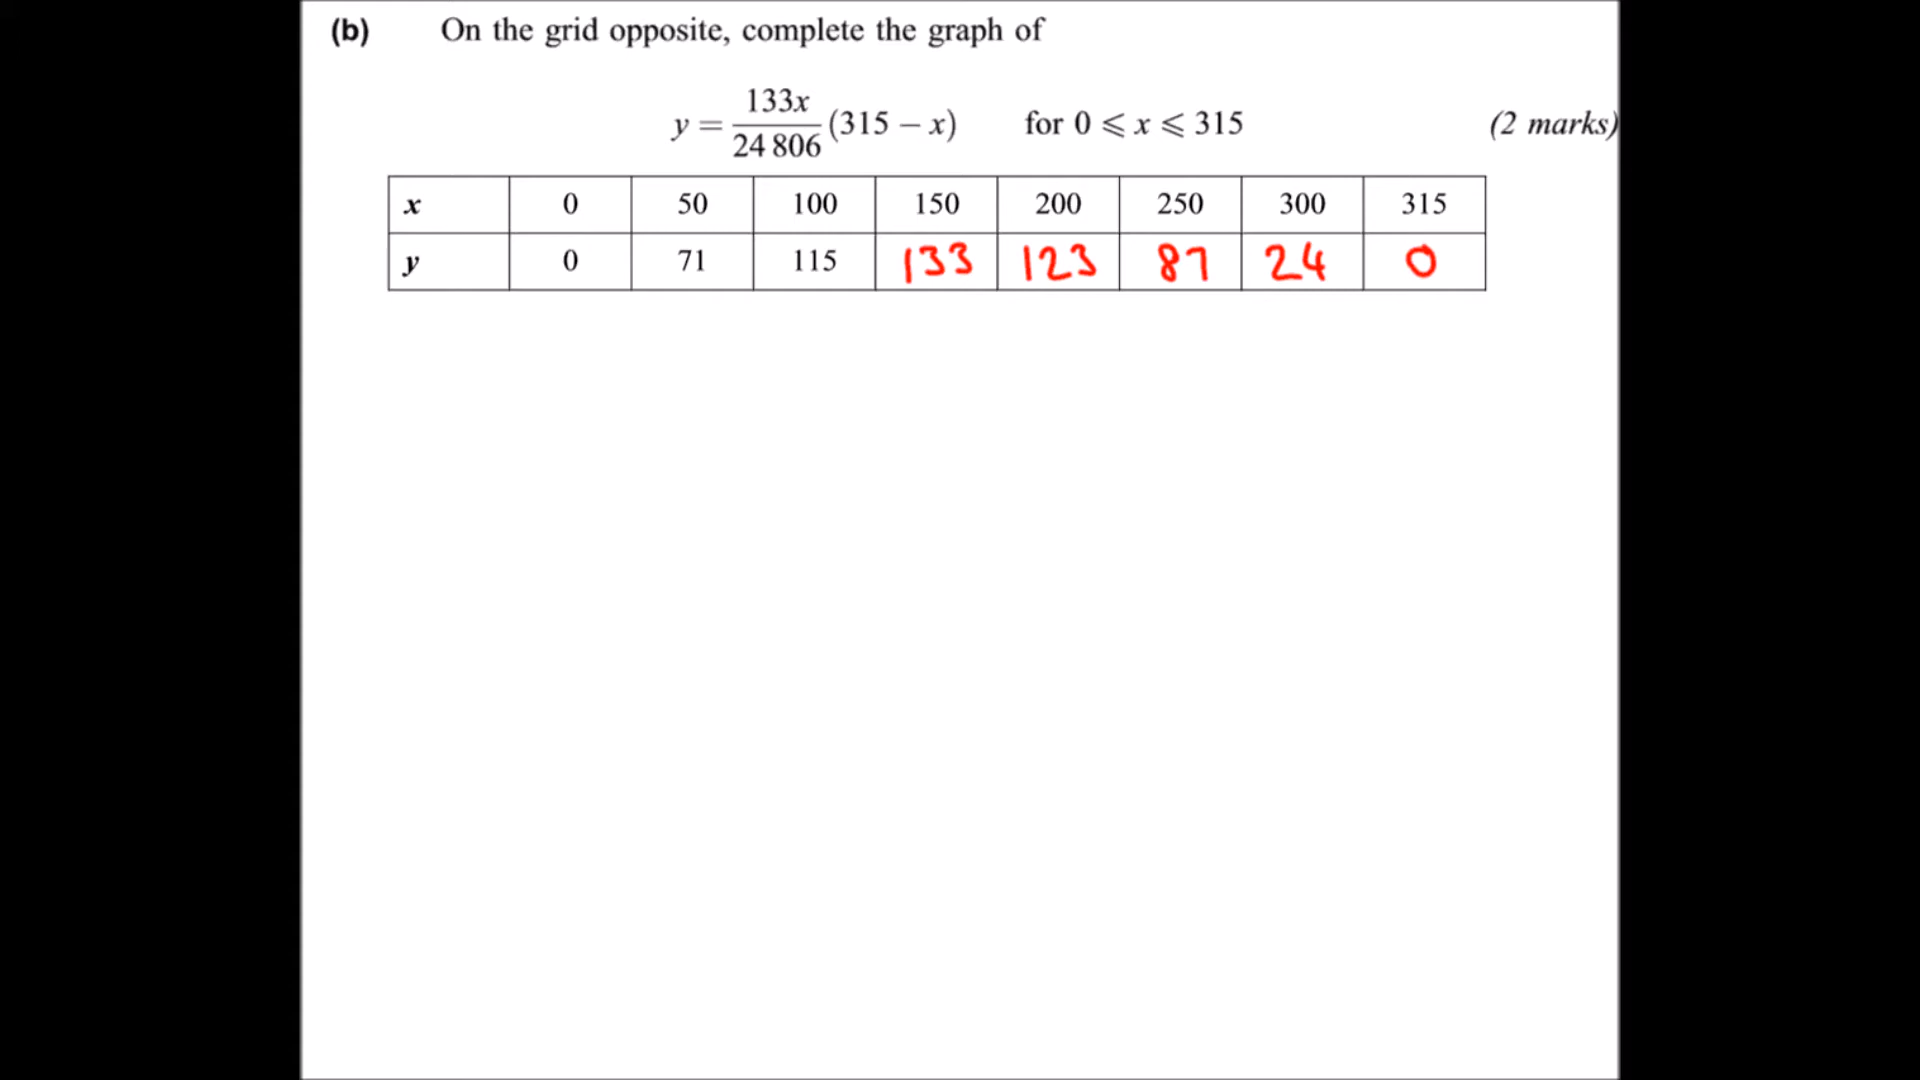 (b) On the grid opposite, complete the graph of
y = 133x/24 806 (315 – x) for 0 ⩽ x ⩽ 315 (2 marks)
x 0 50 100 150 200 250 300 315
y 0 71 115 133 123 87 24 0